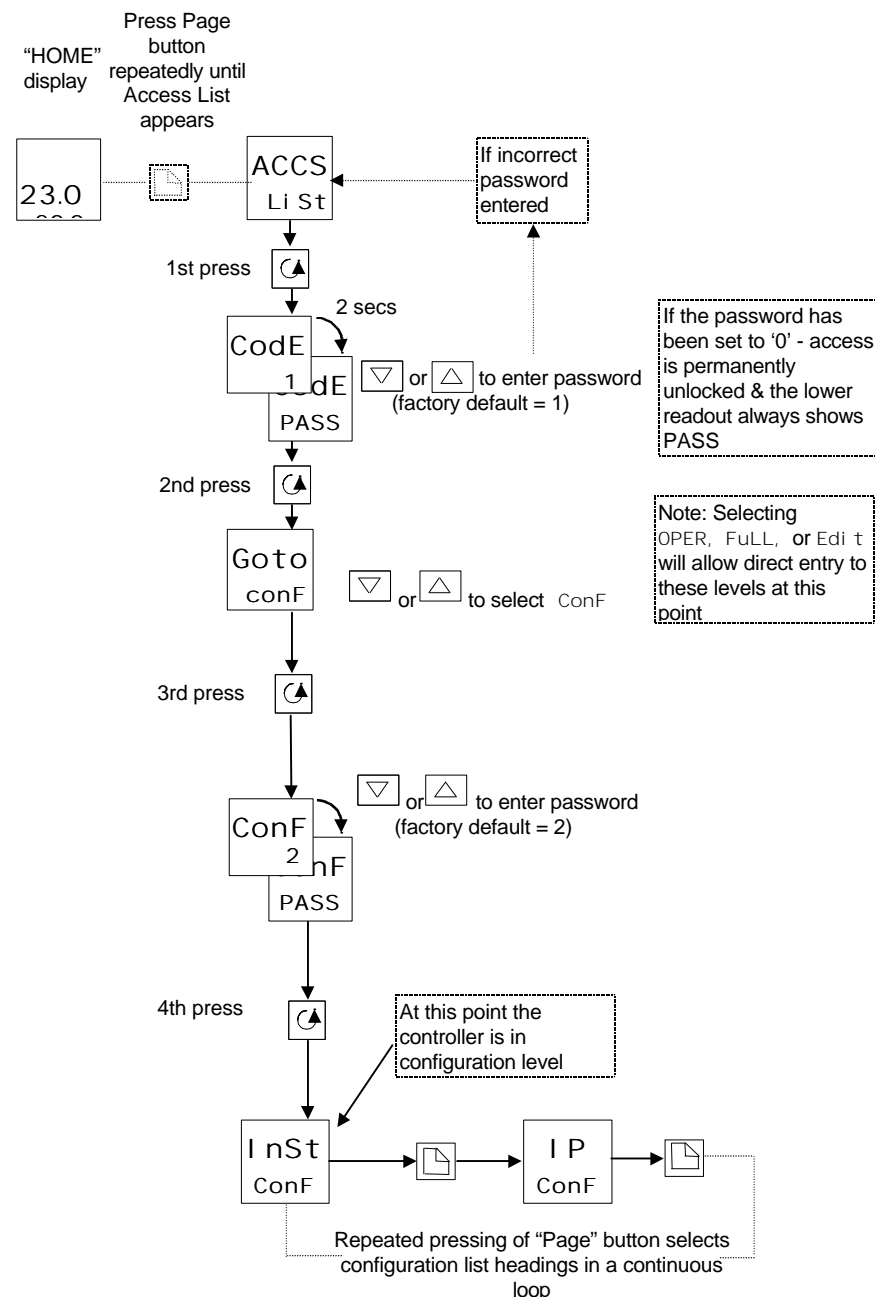 Press Page
button
repeatedly until
Access List
appears
“HOME”
display
23.0
ACCS
LiSt
If incorrect
password
entered
1st press
2 secs
CodE
1
PASS
or to enter password
(factory default = 1)
If the password has
been set to ‘0’ - access
is permanently
unlocked & the lower
readout always shows
PASS
2nd press
Goto
conF
or to select ConF
Note: Selecting
OPER, FuLL, or Edit
will allow direct entry to
these levels at this
point
3rd press
or to enter password
(factory default = 2)
ConF
2
PASS
4th press
At this point the
controller is in
configuration level
InSt
ConF
IP
ConF
Repeated pressing of “Page” button selects
configuration list headings in a continuous
loop